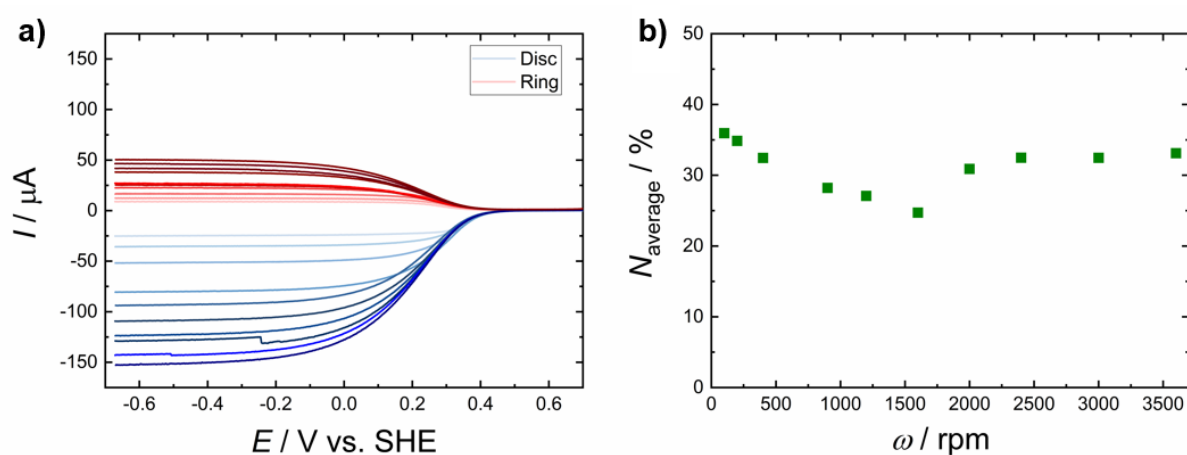 a)
Disc
Ring
150
100
50
0
-50
-100
-150
I / μA
-0.6 -0.4 -0.2 0.0 0.2 0.4 0.6
E / V vs. SHE
b)
50
40
30
20
10
0
N average / %
0 500 1000 1500 2000 2500 3000 3500
ω / rpm